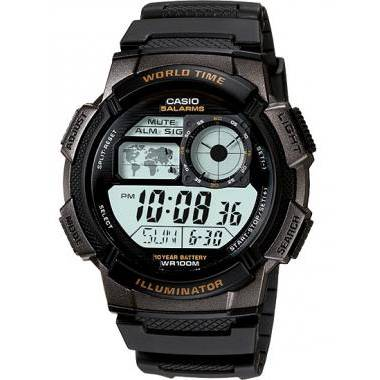 WORLD TIME
CASIO
5ALARMS
MUTE
ALM SIG
ADJUST
SPLIT-RESET
LIGHT
SET(-)
PM 10:08 36
SUN 6-30
MODE
SELECT
SEARCH
START-STOP/SET(+)
10 YEAR BATTERY
WR100M
ILLUMINATOR